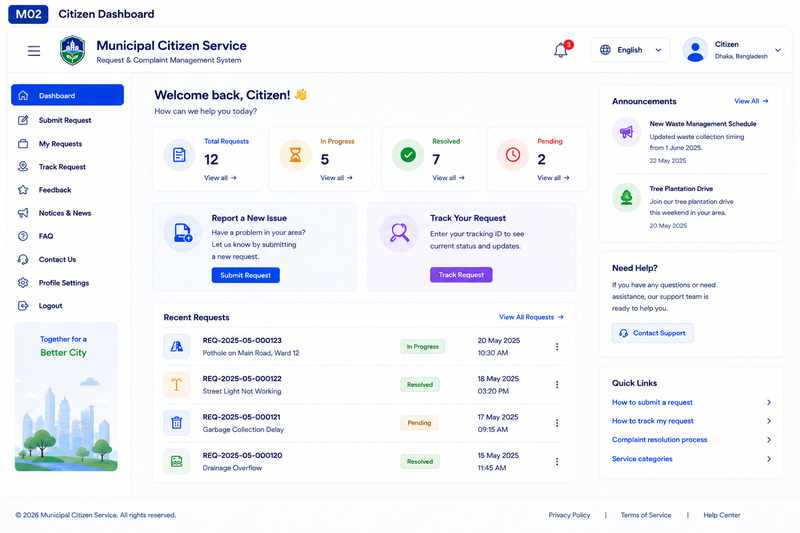 M02 Citizen Dashboard
Municipal Citizen Service
Request & Complaint Management System
3
English
Citizen
Dhaka, Bangladesh
Dashboard
Submit Request
My Requests
Track Request
Feedback
Notices & News
FAQ
Contact Us
Profile Settings
Logout
Together for a
Better City
Welcome back, Citizen! 👋
How can we help you today?
Total Requests
12
View all →
In Progress
5
View all →
Resolved
7
View all →
Pending
2
View all →
Report a New Issue
Have a problem in your area?
Let us know by submitting
a new request.
Submit Request
Track Your Request
Enter your tracking ID to see
current status and updates.
Track Request
Recent Requests
View All Requests →
REQ-2025-05-000123
Pothole on Main Road, Ward 12
In Progress
20 May 2025
10:30 AM
REQ-2025-05-000122
Street Light Not Working
Resolved
18 May 2025
03:20 PM
REQ-2025-05-000121
Garbage Collection Delay
Pending
17 May 2025
09:15 AM
REQ-2025-05-000120
Drainage Overflow
Resolved
15 May 2025
11:45 AM
Announcements
View All →
New Waste Management Schedule
Updated waste collection timing
from 1 June 2025.
22 May 2025
Tree Plantation Drive
Join our tree plantation drive
this weekend in your area.
20 May 2025
Need Help?
If you have any questions or need
assistance, our support team is
ready to help you.
Contact Support
Quick Links
How to submit a request
How to track my request
Complaint resolution process
Service categories
© 2026 Municipal Citizen Service. All rights reserved.
Privacy Policy | Terms of Service | Help Center